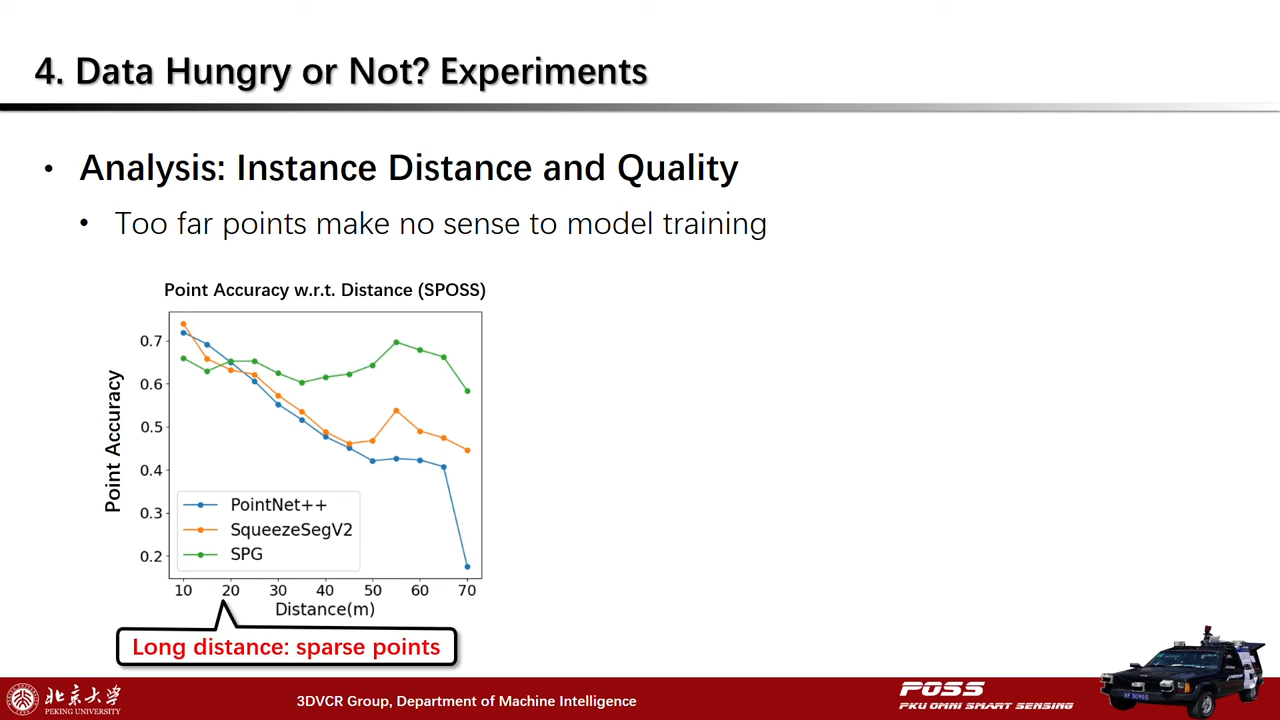 4. Data Hungry or Not? Experiments
• Analysis: Instance Distance and Quality
• Too far points make no sense to model training
Point Accuracy w.r.t. Distance (SPOSS)
Point Accuracy
0.7
0.6
0.5
0.4
0.3
0.2
PointNet++
SqueezeSegV2
SPG
10 20 30 40 50 60 70
Distance(m)
Long distance: sparse points
北京大学
PEKING UNIVERSITY
3DVCR Group, Department of Machine Intelligence
POSS
PKU OMNI SMART SENSING